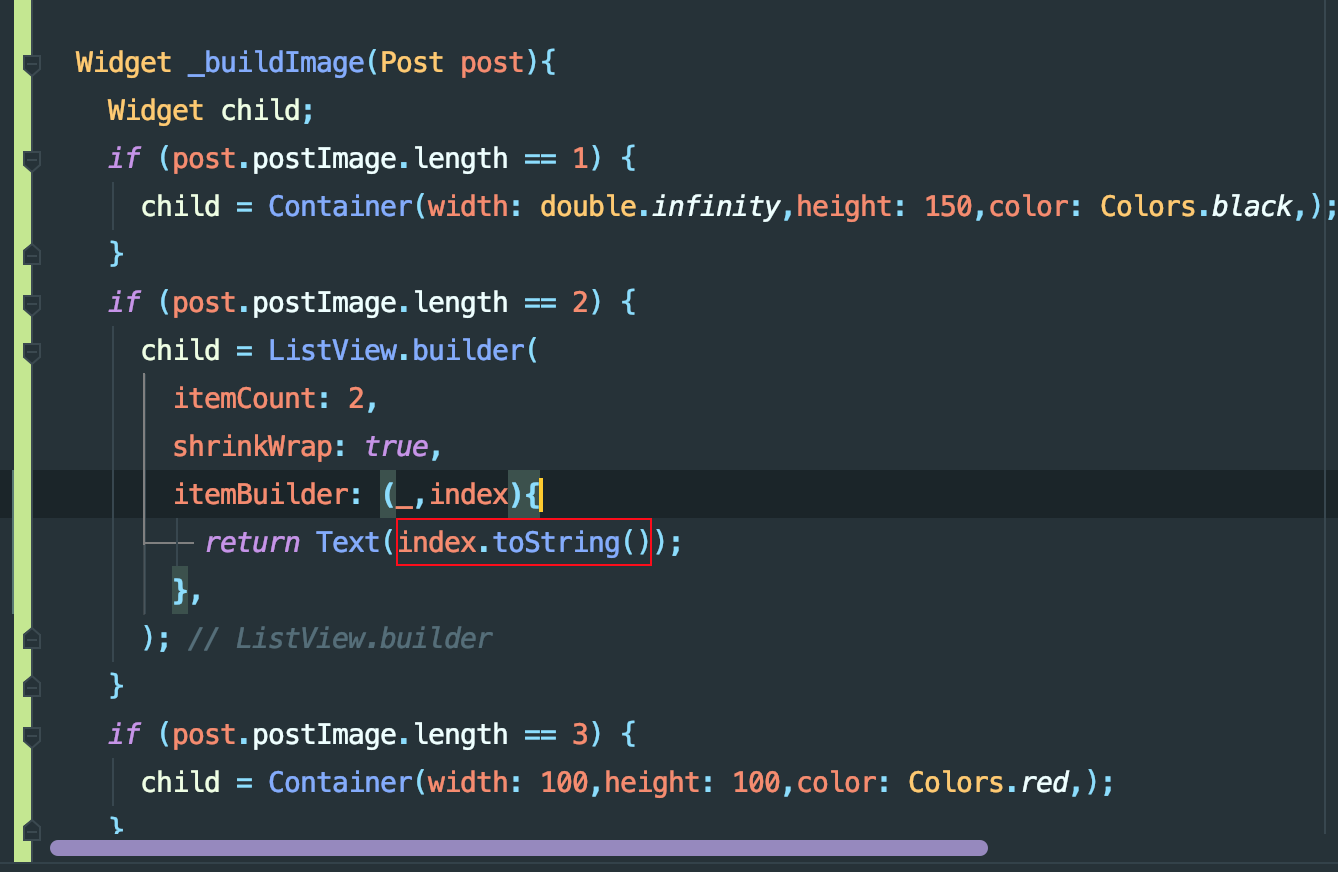 Widget _buildImage(Post post){
Widget child;
if (post.postImage.length == 1) {
child = Container(width: double.infinity,height: 150,color: Colors.black,);
}
if (post.postImage.length == 2) {
child = ListView.builder(
itemCount: 2,
shrinkWrap: true,
itemBuilder: (_,index){
return Text(index.toString());
},
); // ListView.builder
}
if (post.postImage.length == 3) {
child = Container(width: 100,height: 100,color: Colors.red,);
}